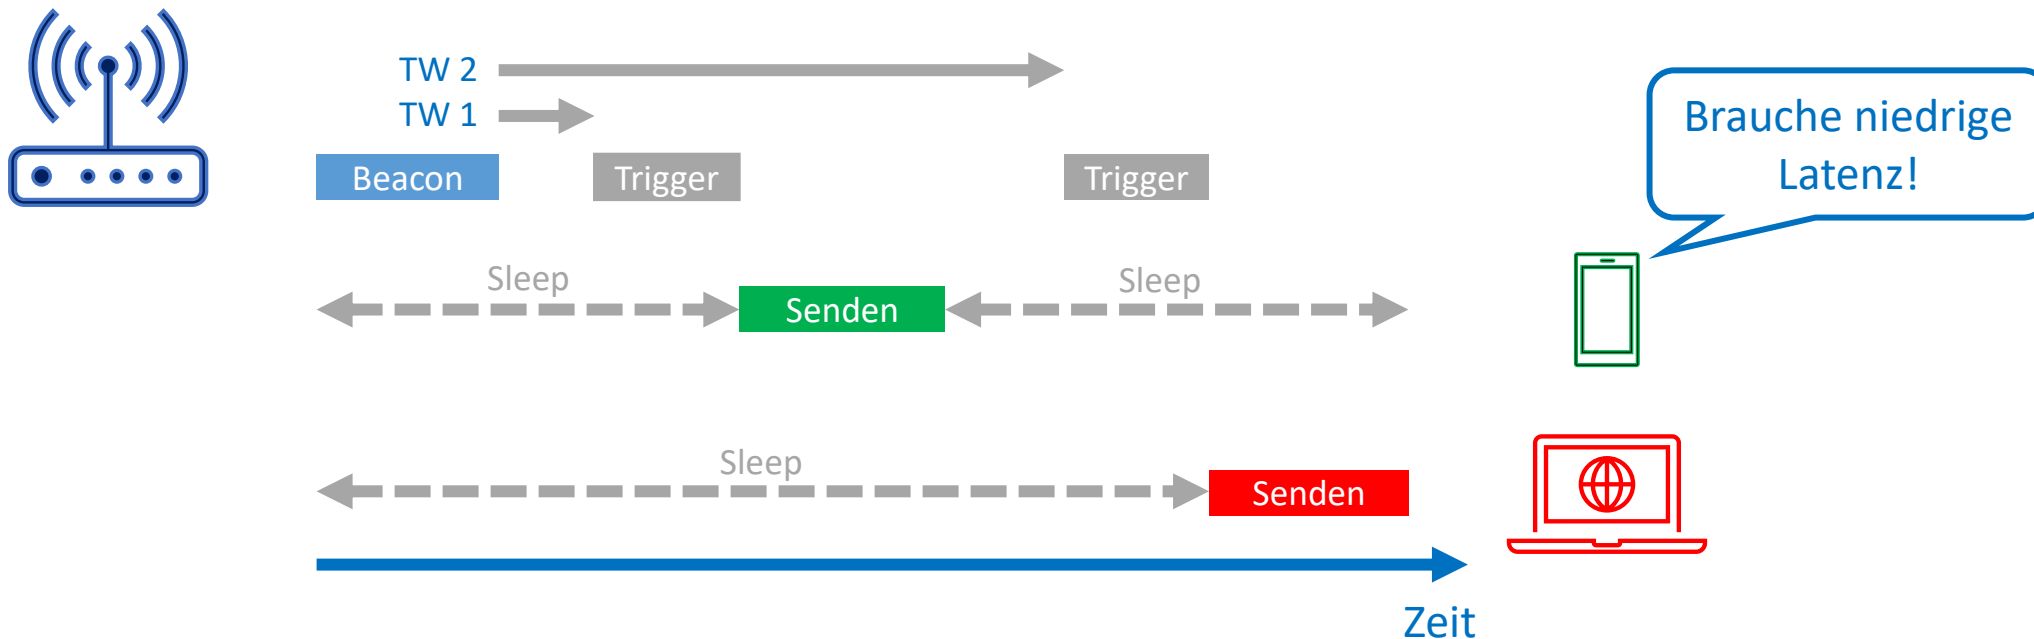 TW 2
TW 1
Brauche niedrige
Latenz!
Beacon
Trigger
Trigger
Sleep
Sleep
Senden
Sleep
Senden
Zeit